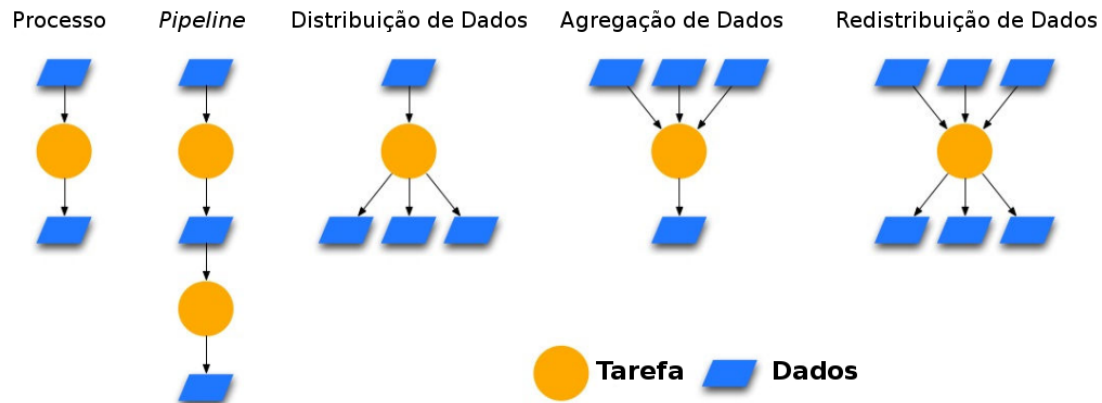 Processo
Pipeline
Distribuição de Dados
Agregação de Dados
Redistribuição de Dados
Tarefa
Dados